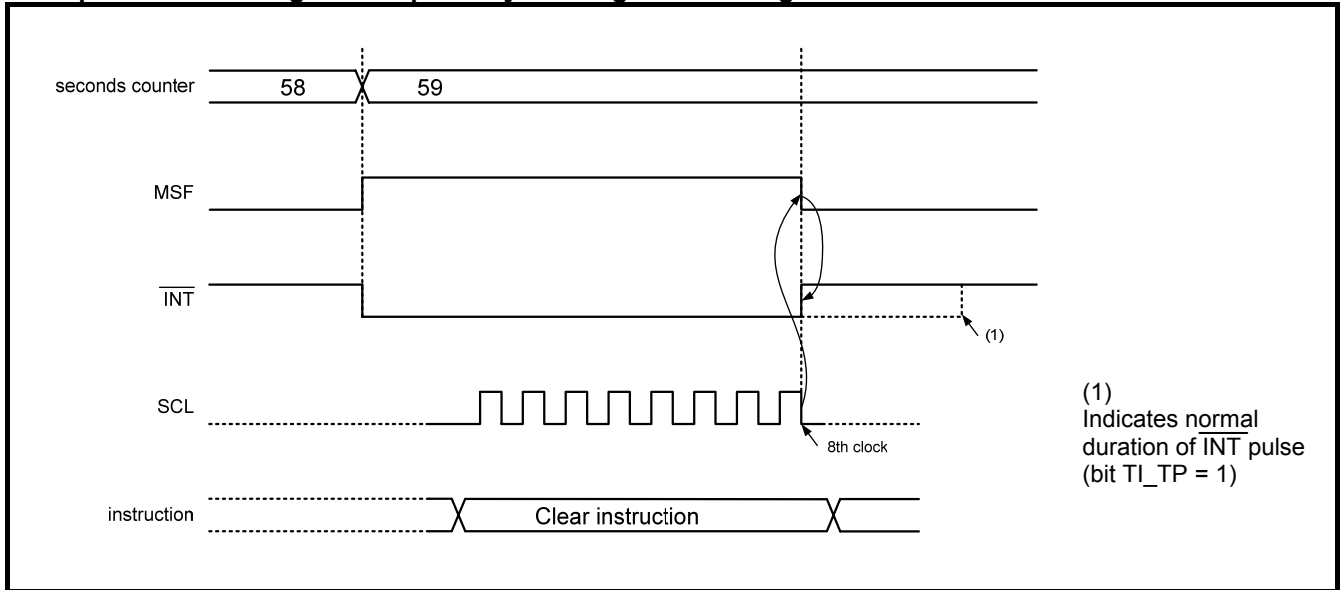 seconds counter
58
59
MSF
INT
(1)
SCL
8th clock
(1)
Indicates normal
duration of INT pulse
(bit TI_TP = 1)
instruction
Clear instruction